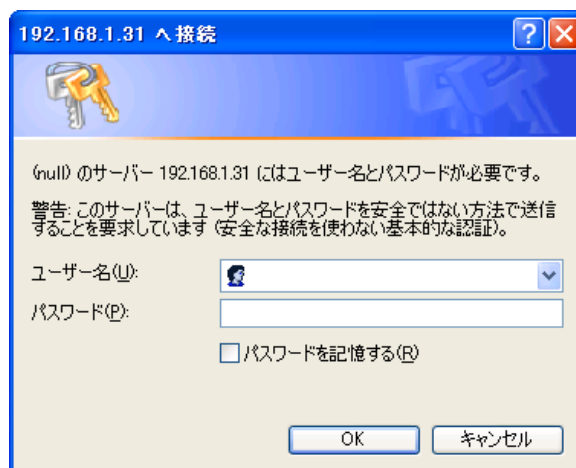 192.168.1.31 へ接続
(null) のサーバー 192.168.1.31 にはユーザー名とパスワードが必要です。
警告: このサーバーは、ユーザー名とパスワードを安全ではない方法で送信
することを要求しています (安全な接続を使わない基本的な認証)。
ユーザー名(U):
パスワード(P):
パスワードを記憶する(R)
OK キャンセル